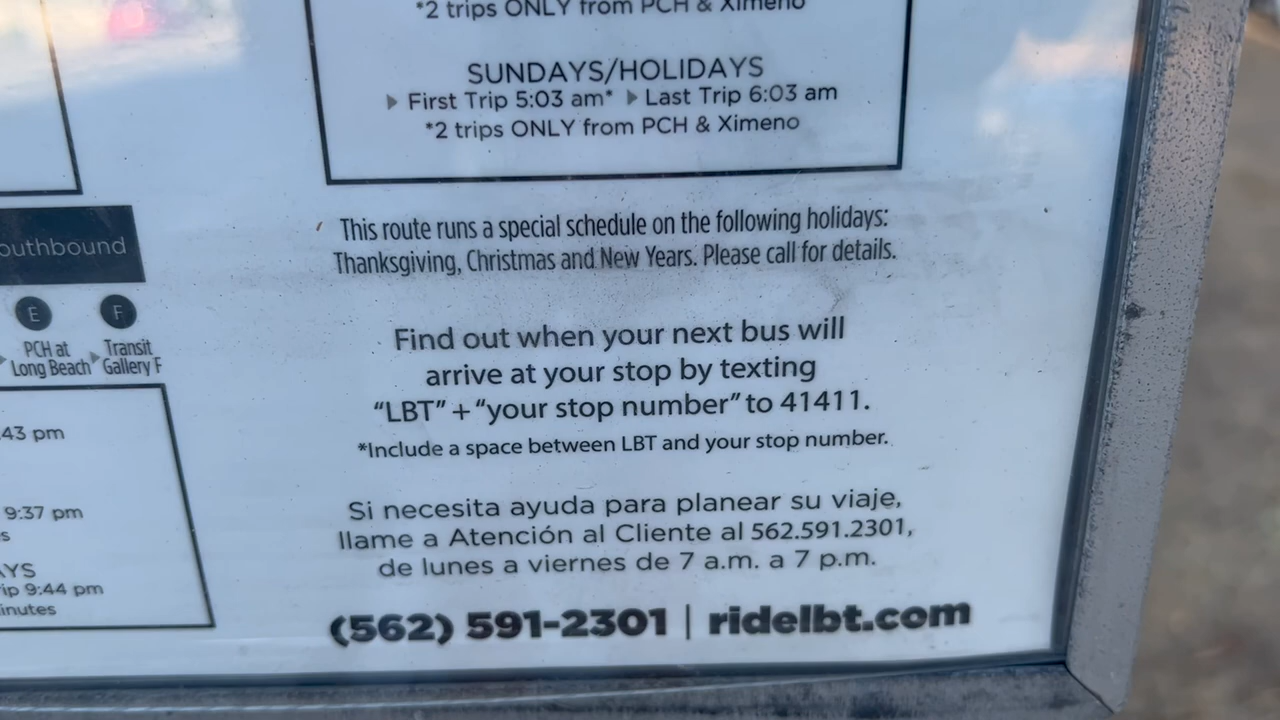 *2 trips ONLY from PCH & Ximeno
SUNDAYS/HOLIDAYS
First Trip 5:03 am* Last Trip 6:03 am
*2 trips ONLY from PCH & Ximeno
This route runs a special schedule on the following holidays:
Thanksgiving, Christmas and New Years. Please call for details.
outhbound
E F
PCH at
Long Beach
Transit
Gallery F
43 pm
9:37 pm
s
AYS
ip 9:44 pm
inutes
Find out when your next bus will
arrive at your stop by texting
“LBT” + “your stop number” to 41411.
*Include a space between LBT and your stop number.
Si necesita ayuda para planear su viaje,
llame a Atención al Cliente al 562.591.2301,
de lunes a viernes de 7 a.m. a 7 p.m.
(562) 591-2301 | ridelbt.com